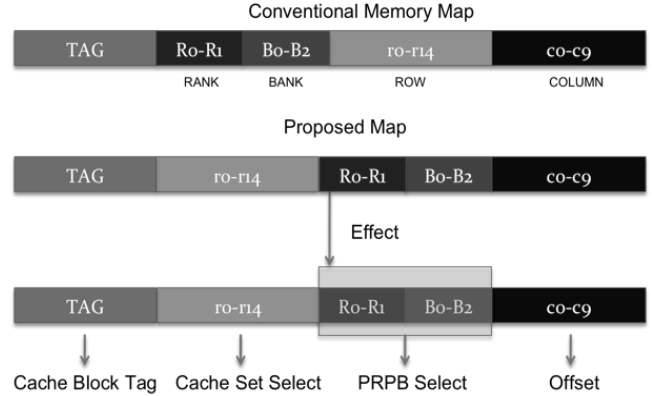 Conventional Memory Map
TAG R0-R1 B0-B2 r0-r14 c0-c9
RANK BANK ROW COLUMN
Proposed Map
TAG r0-r14 R0-R1 B0-B2 c0-c9
Effect
TAG r0-r14 R0-R1 B0-B2 c0-c9
Cache Block Tag Cache Set Select PRPB Select Offset